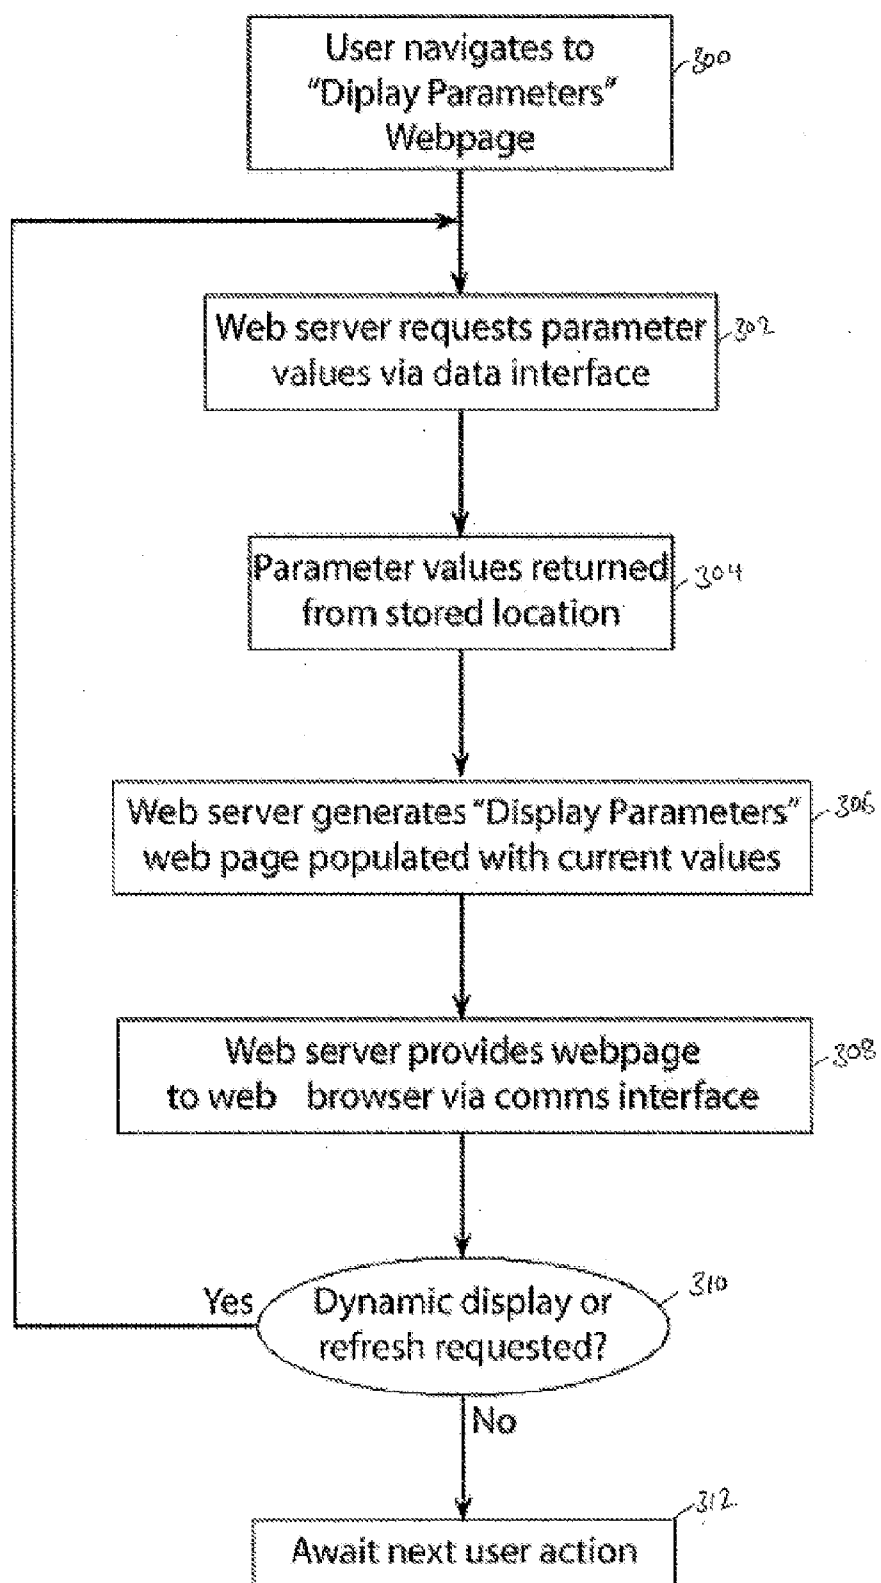 User navigates to
"Diplay Parameters"
Webpage
300
Web server requests parameter
values via data interface
302
Parameter values returned
from stored location
304
Web server generates "Display Parameters"
web page populated with current values
306
Web server provides webpage
to web browser via comms interface
308
Dynamic display or
refresh requested?
310
Yes
No
Await next user action
312